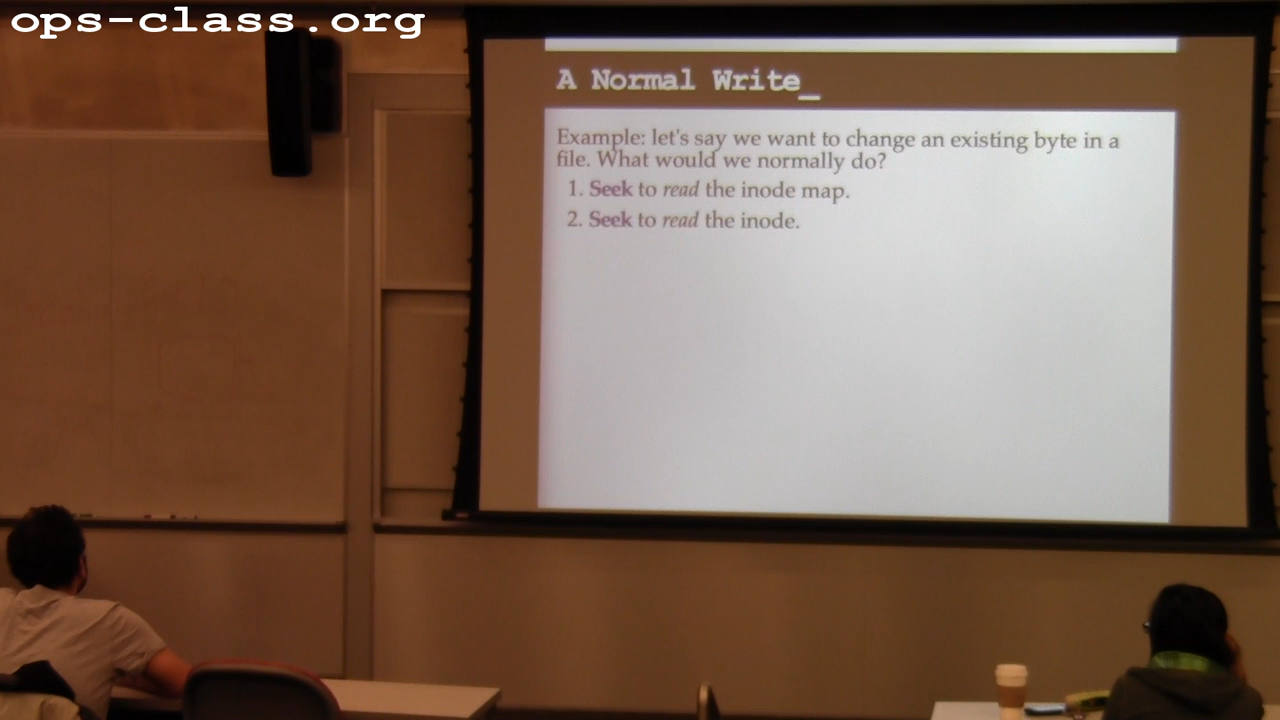 ops-class.org
A Normal Write_
Example: let's say we want to change an existing byte in a
file. What would we normally do?
1. Seek to read the inode map.
2. Seek to read the inode.